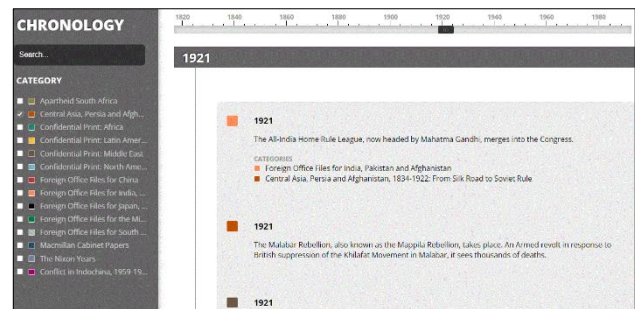 CHRONOLOGY
Search...
CATEGORY
Apartheid South Africa
Central Asia, Persia and Afgh...
Confidential Print: Africa
Confidential Print: Latin Amer...
Confidential Print: Middle East
Confidential Print: North Ame...
Foreign Office Files for China
Foreign Office Files for India, ...
Foreign Office Files for Japan, ...
Foreign Office Files for the Mi...
Foreign Office Files for South ...
Macmillan Cabinet Papers
The Nixon Years
Conflict in Indochina, 1959-19...
1820 1840 1860 1880 1900 1920 1940 1960 1980
1921
1921
The All-India Home Rule League, now headed by Mahatma Gandhi, merges into the Congress.
CATEGORIES
Foreign Office Files for India, Pakistan and Afghanistan
Central Asia, Persia and Afghanistan, 1834-1922: From Silk Road to Soviet Rule
1921
The Malabar Rebellion, also known as the Mappila Rebellion, takes place. An Armed revolt in response to
British suppression of the Khilafat Movement in Malabar, it sees thousands of deaths.
1921